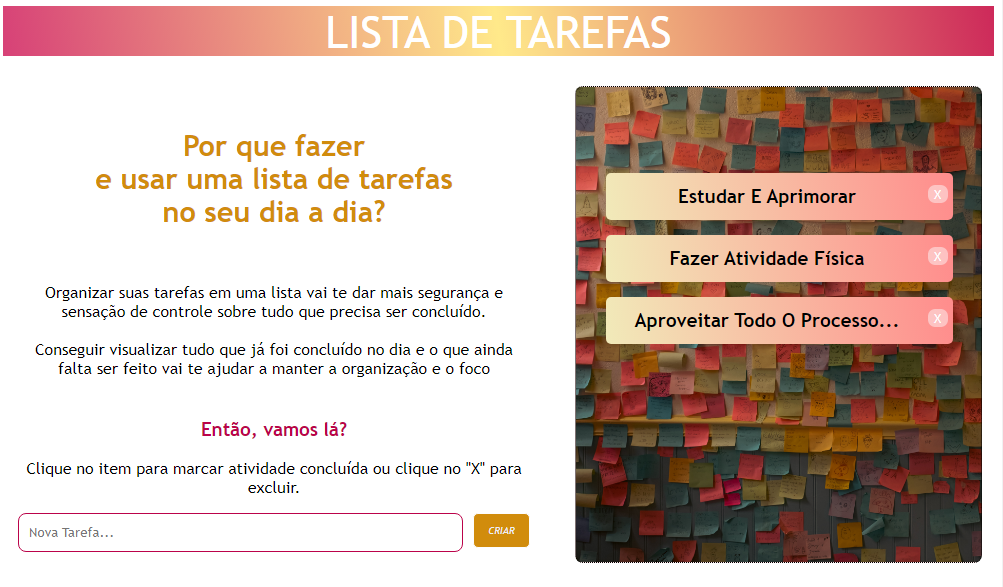 LISTA DE TAREFAS
Por que fazer
e usar uma lista de tarefas
no seu dia a dia?
Organizar suas tarefas em uma lista vai te dar mais segurança e
sensação de controle sobre tudo que precisa ser concluído.
Conseguir visualizar tudo que já foi concluído no dia e o que ainda
falta ser feito vai te ajudar a manter a organização e o foco
Então, vamos lá?
Clique no item para marcar atividade concluída ou clique no "X" para
excluir.
Nova Tarefa...
CRIAR
Estudar E Aprimorar X
Fazer Atividade Física X
Aproveitar Todo O Processo... X